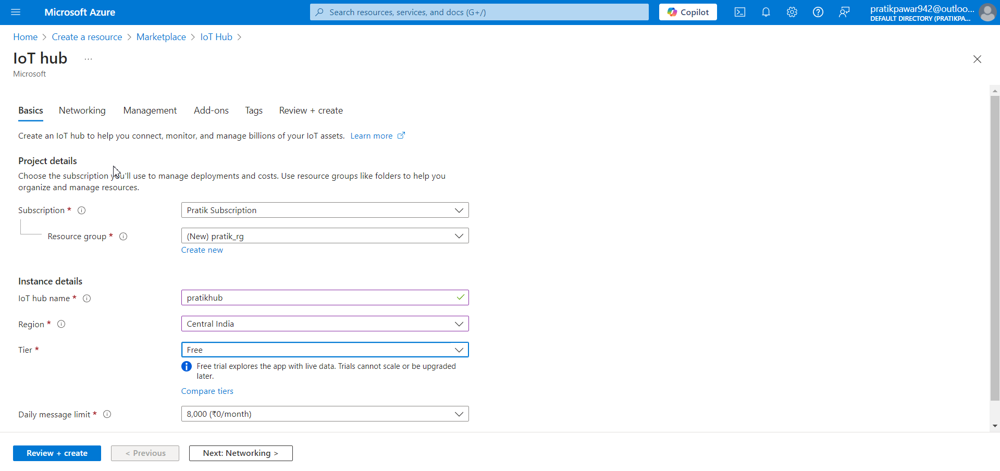 Microsoft Azure
Search resources, services, and docs (G+/)
Copilot
pratikpawar942@outloo...
DEFAULT DIRECTORY (PRATIKPA...
Home > Create a resource > Marketplace > IoT Hub >
IoT hub ...
Microsoft
Basics Networking Management Add-ons Tags Review + create
Create an IoT hub to help you connect, monitor, and manage billions of your IoT assets. Learn more
Project details
Choose the subscription you'll use to manage deployments and costs. Use resource groups like folders to help you
organize and manage resources.
Subscription * Pratik Subscription
Resource group * (New) pratik_rg
Create new
Instance details
IoT hub name * pratikhub
Region * Central India
Tier * Free
Free trial explores the app with live data. Trials cannot scale or be upgraded
later.
Compare tiers
Daily message limit * 8,000 (₹0/month)
Review + create < Previous Next: Networking >